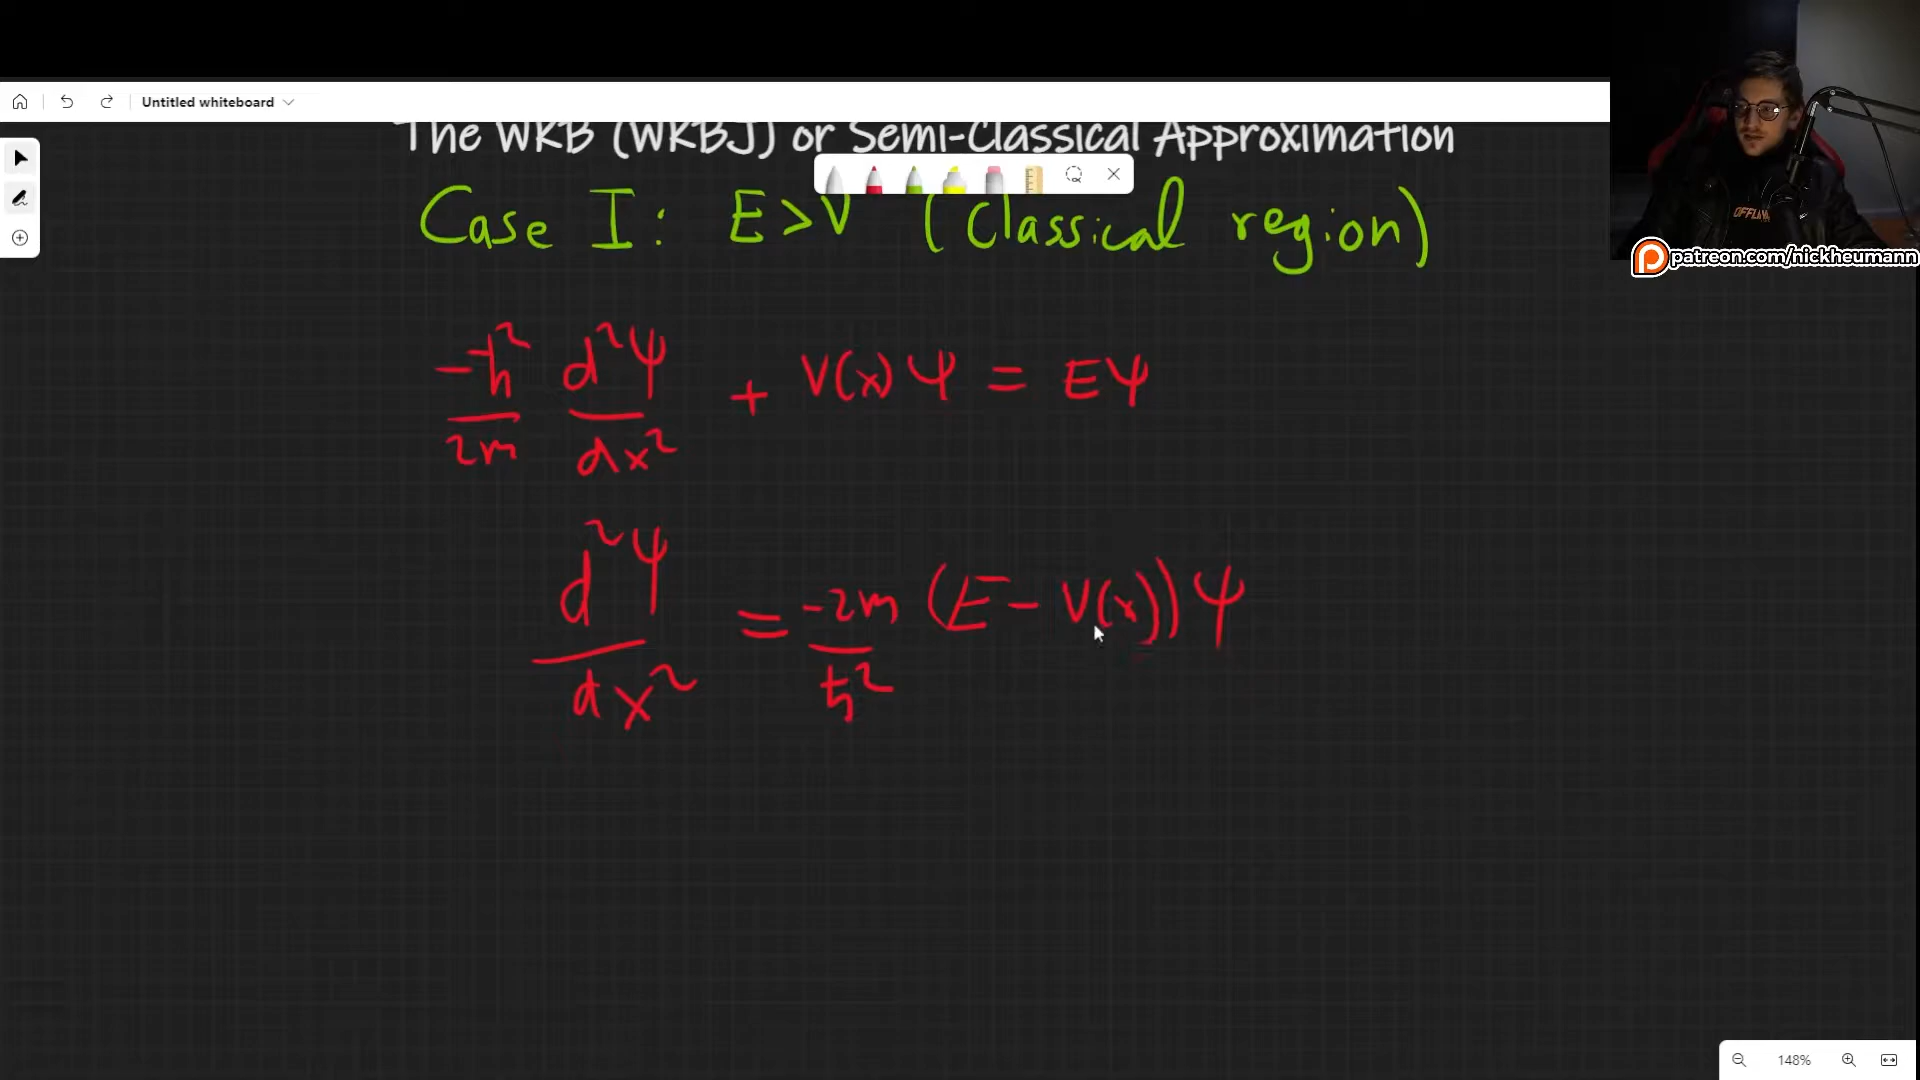 Untitled whiteboard
The WKB (WKBJ) or Semi-Classical Approximation
Case I: E>V (Classical region)
-ħ²/2m d²ψ/dx² + V(x)ψ = Eψ
d²ψ/dx² = -2m/ħ² (E - V(x))ψ
patreon.com/nickheumann
148%